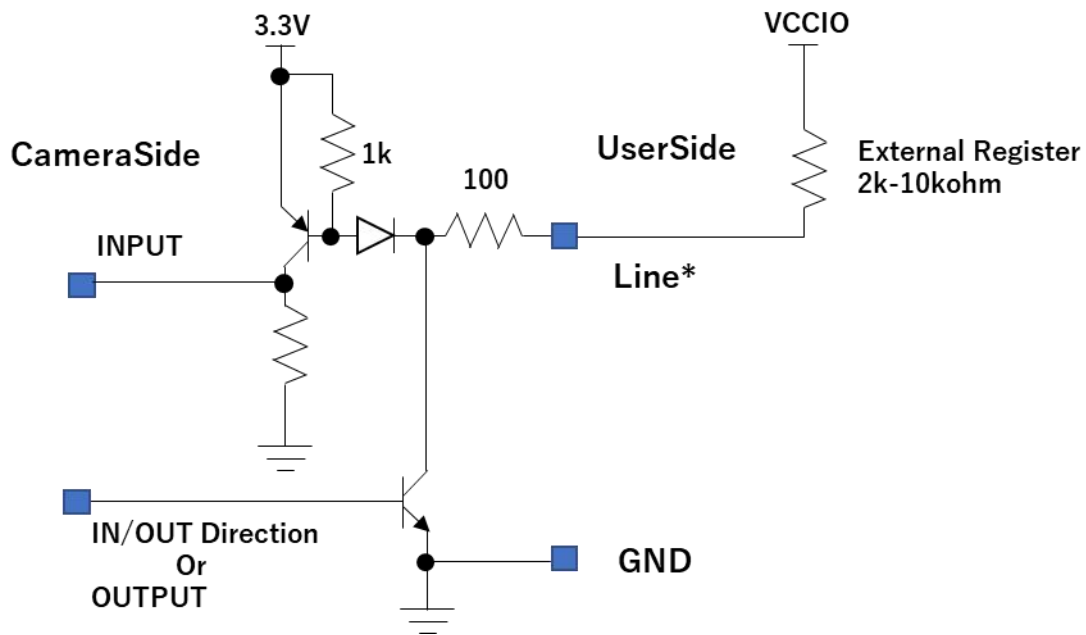 3.3V
VCCIO
CameraSide
1k
UserSide
External Register
2k-10kohm
100
INPUT
Line*
IN/OUT Direction
Or
OUTPUT
GND